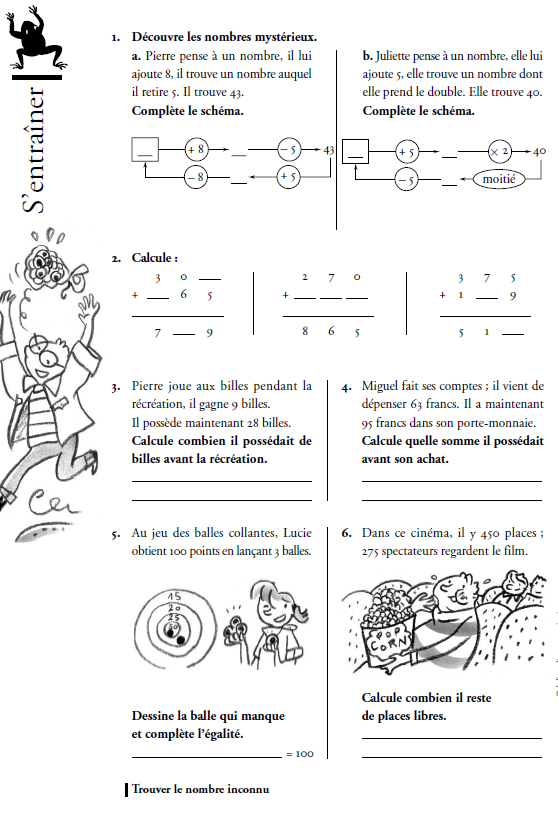 S'entraîner
1. Découvre les nombres mystérieux.
a. Pierre pense à un nombre, il lui
ajoute 8, il trouve un nombre auquel
il retire 5. Il trouve 43.
Complète le schéma.
+ 8 — - 5 43
- 8 — + 5
b. Juliette pense à un nombre, elle lui
ajoute 5, elle trouve un nombre dont
elle prend le double. Elle trouve 40.
Complète le schéma.
+ 5 — × 2 40
- 5 — moitié
2. Calcule :
3 0 __
+ __ 6 5
7 __ 9
2 7 0
+ __ __ __
8 6 5
3 7 5
+ 1 __ 9
5 1 __
3. Pierre joue aux billes pendant la
récréation, il gagne 9 billes.
Il possède maintenant 28 billes.
Calcule combien il possédait de
billes avant la récréation.
4. Miguel fait ses comptes ; il vient de
dépenser 63 francs. Il a maintenant
95 francs dans son porte-monnaie.
Calcule quelle somme il possédait
avant son achat.
5. Au jeu des balles collantes, Lucie
obtient 100 points en lançant 3 balles.
15
20
25
50
Dessine la balle qui manque
et complète l'égalité.
= 100
6. Dans ce cinéma, il y 450 places ;
275 spectateurs regardent le film.
POP
CORN
Calcule combien il reste
de places libres.
Trouver le nombre inconnu